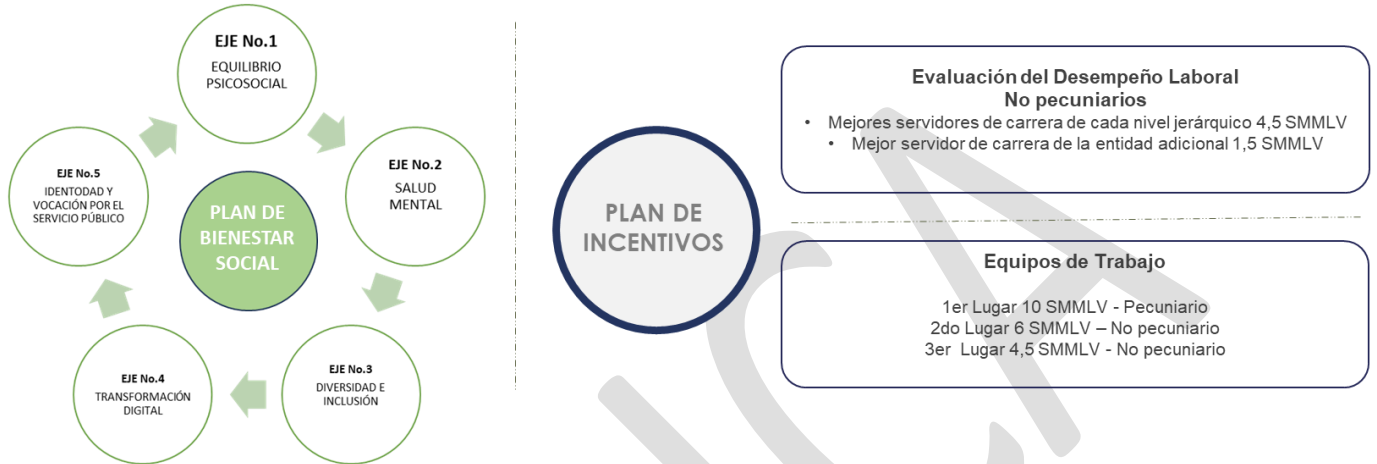 EJE No.1
EQUILIBRIO
PSICOSOCIAL
EJE No.2
SALUD
MENTAL
EJE No.3
DIVERSIDAD E
INCLUSIÓN
EJE No.4
TRANSFORMACIÓN
DIGITAL
EJE No.5
IDENTODAD Y
VOCACIÓN POR EL
SERVICIO PÚBLICO
PLAN DE
BIENESTAR
SOCIAL
PLAN DE
INCENTIVOS
Evaluación del Desempeño Laboral
No pecuniarios
• Mejores servidores de carrera de cada nivel jerárquico 4,5 SMMLV
• Mejor servidor de carrera de la entidad adicional 1,5 SMMLV
Equipos de Trabajo
1er Lugar 10 SMMLV - Pecuniario
2do Lugar 6 SMMLV – No pecuniario
3er Lugar 4,5 SMMLV - No pecuniario